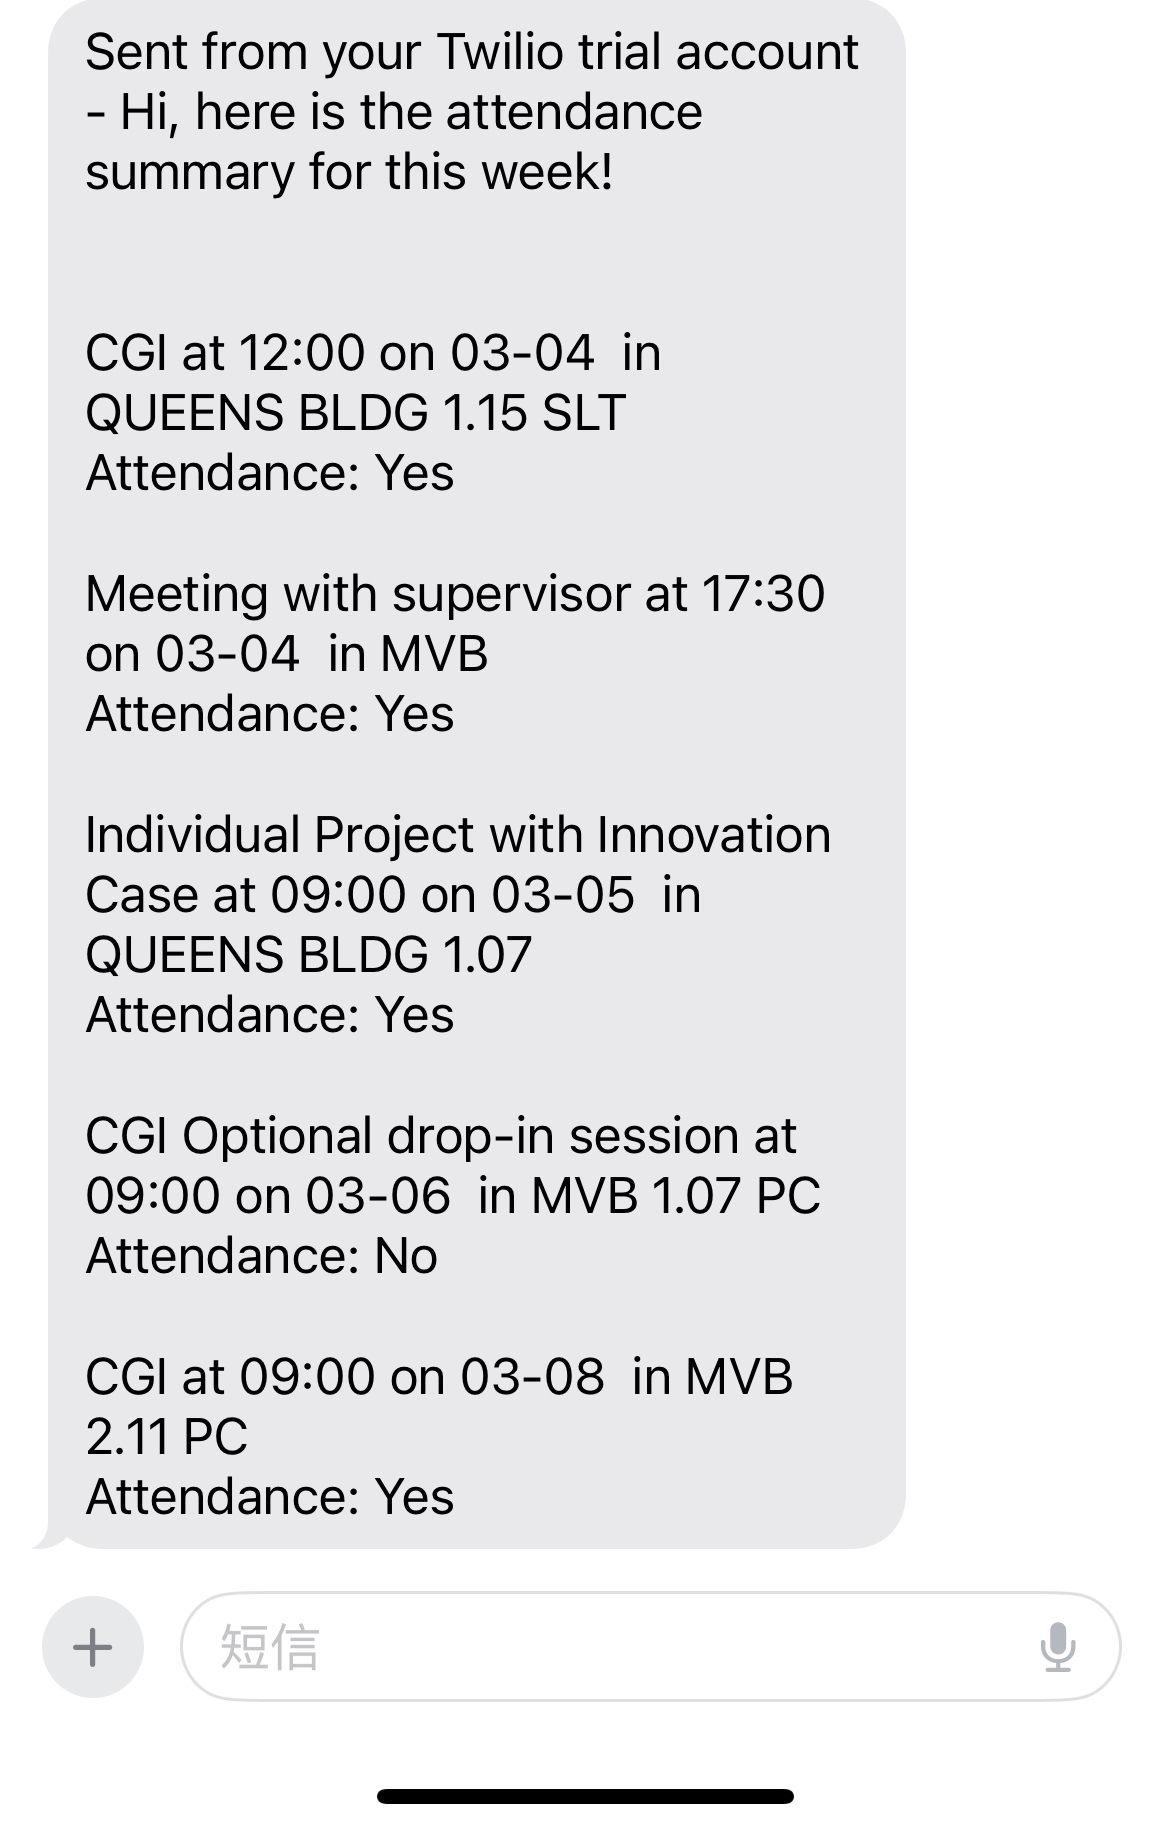 Sent from your Twilio trial account
- Hi, here is the attendance
summary for this week!
CGI at 12:00 on 03-04  in
QUEENS BLDG 1.15 SLT
Attendance: Yes
Meeting with supervisor at 17:30
on 03-04  in MVB
Attendance: Yes
Individual Project with Innovation
Case at 09:00 on 03-05  in
QUEENS BLDG 1.07
Attendance: Yes
CGI Optional drop-in session at
09:00 on 03-06  in MVB 1.07 PC
Attendance: No
CGI at 09:00 on 03-08  in MVB
2.11 PC
Attendance: Yes
短信